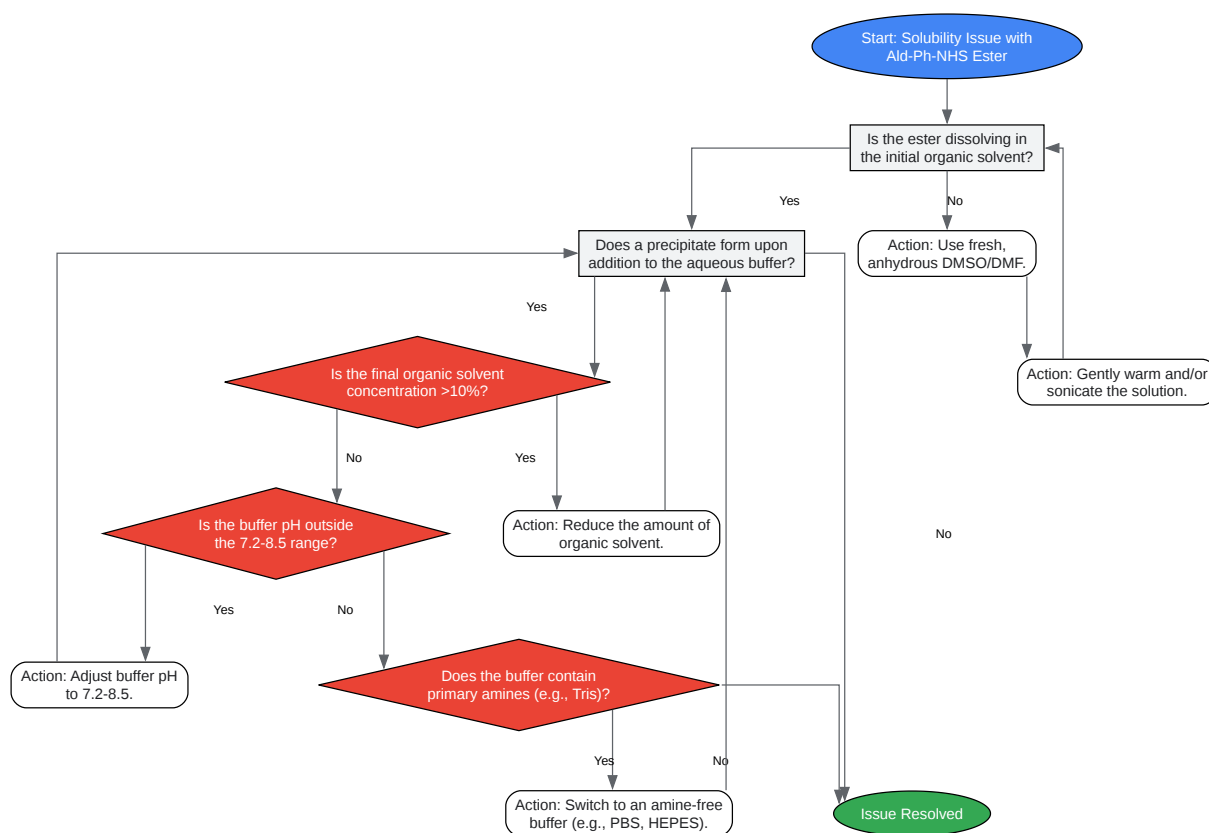 Start: Solubility Issue with
Ald-Ph-NHS Ester
Is the ester dissolving in
the initial organic solvent?
Yes
No
Does a precipitate form upon
addition to the aqueous buffer?
Action: Use fresh,
anhydrous DMSO/DMF.
Yes
Is the final organic solvent
concentration >10%?
Action: Gently warm and/or
sonicate the solution.
No
Yes
Is the buffer pH outside
the 7.2-8.5 range?
Action: Reduce the amount of
organic solvent.
No
Yes
No
Action: Adjust buffer pH
to 7.2-8.5.
Does the buffer contain
primary amines (e.g., Tris)?
Yes
No
Action: Switch to an amine-free
buffer (e.g., PBS, HEPES).
Issue Resolved